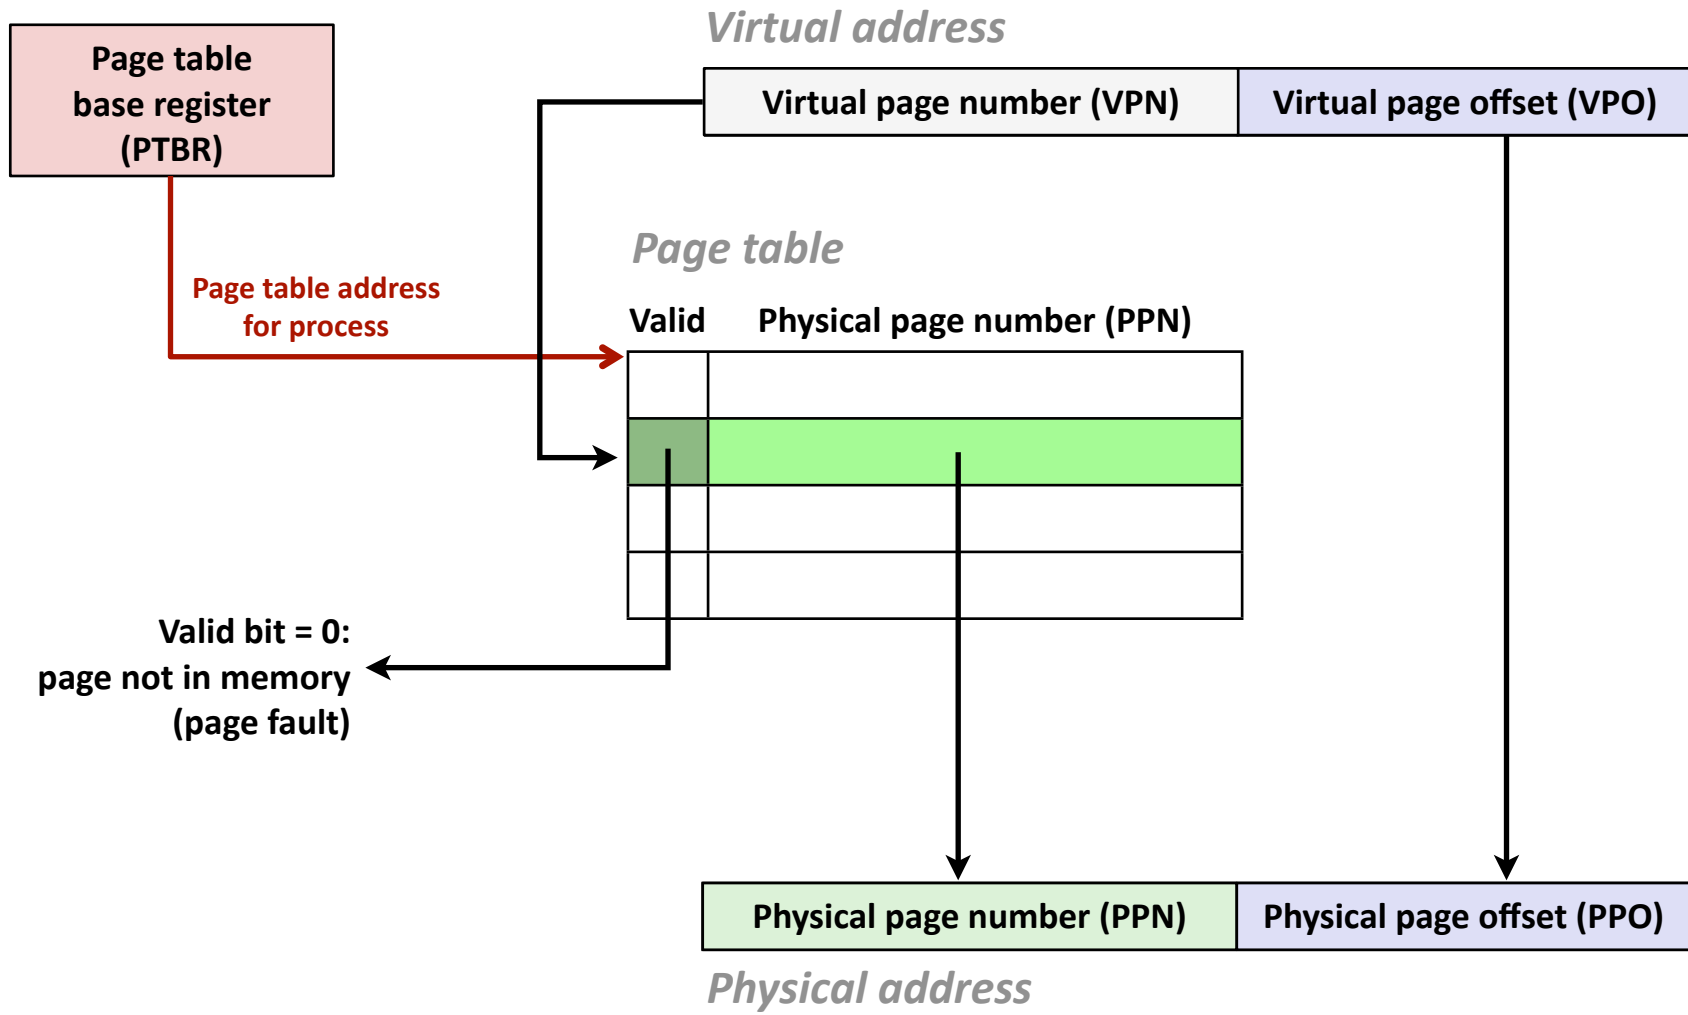 Virtual address
Page table
base register
(PTBR)
Virtual page number (VPN)
Virtual page offset (VPO)
Page table
Page table address
for process
Valid
Physical page number (PPN)
Valid bit = 0:
page not in memory
(page fault)
Physical page number (PPN)
Physical page offset (PPO)
Physical address